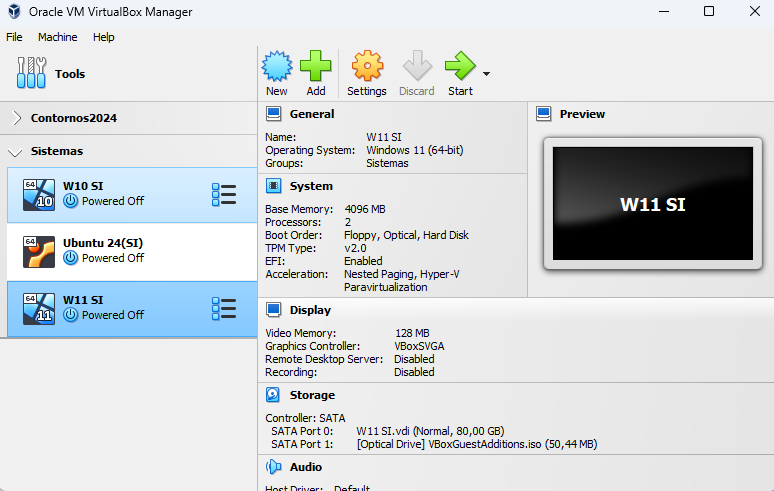 Oracle VM VirtualBox Manager
File Machine Help
Tools
New Add Settings Discard Start
Contornos2024
Sistemas
64 10 W10 SI
Powered Off
64 Ubuntu 24(SI)
Powered Off
64 11 W11 SI
Powered Off
General
Name: W11 SI
Operating System: Windows 11 (64-bit)
Groups: Sistemas
System
Base Memory: 4096 MB
Processors: 2
Boot Order: Floppy, Optical, Hard Disk
TPM Type: v2.0
EFI: Enabled
Acceleration: Nested Paging, Hyper-V
Paravirtualization
Preview
W11 SI
Display
Video Memory: 128 MB
Graphics Controller: VBoxSVGA
Remote Desktop Server: Disabled
Recording: Disabled
Storage
Controller: SATA
SATA Port 0: W11 SI.vdi (Normal, 80,00 GB)
SATA Port 1: [Optical Drive] VBoxGuestAdditions.iso (50,44 MB)
Audio
Host Driver: Default